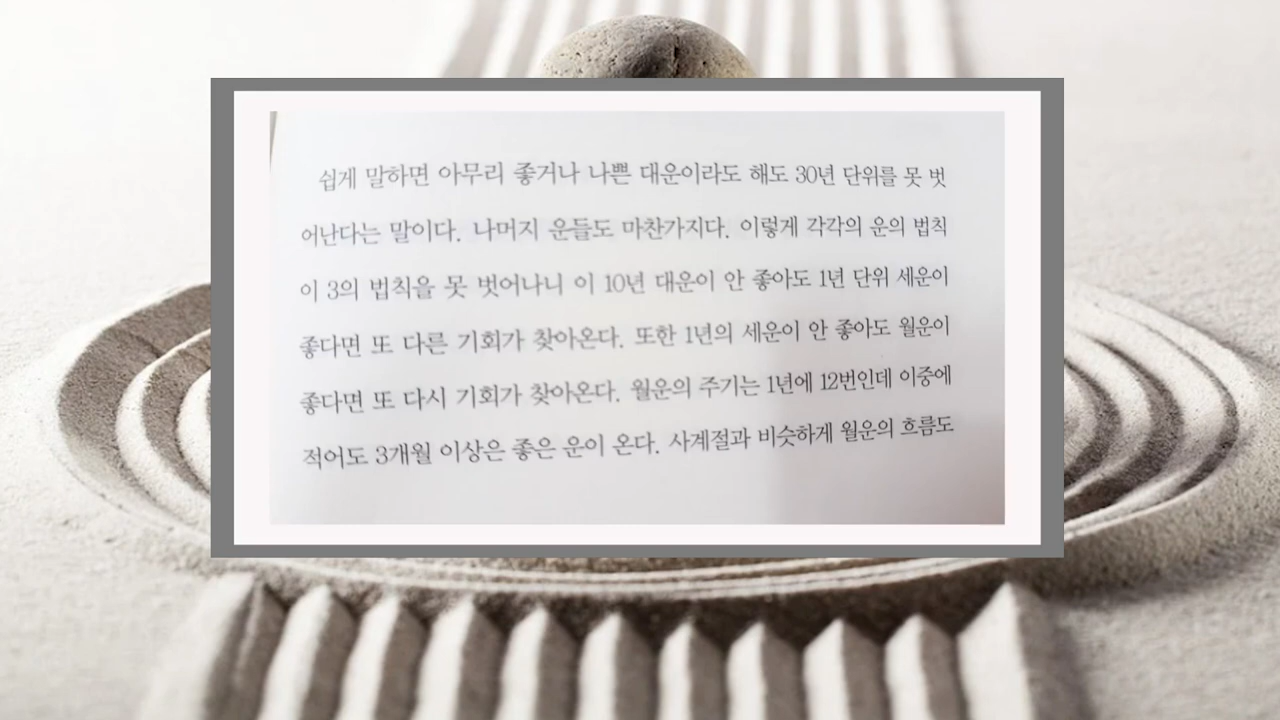 쉽게 말하면 아무리 좋거나 나쁜 대운이라도 해도 30년 단위를 못 벗
어난다는 말이다. 나머지 운들도 마찬가지다. 이렇게 각각의 운의 법칙
이 3의 법칙을 못 벗어나니 이 10년 대운이 안 좋아도 1년 단위 세운이
좋다면 또 다른 기회가 찾아온다. 또한 1년의 세운이 안 좋아도 월운이
좋다면 또 다시 기회가 찾아온다. 월운의 주기는 1년에 12번인데 이중에
적어도 3개월 이상은 좋은 운이 온다. 사계절과 비슷하게 월운의 흐름도